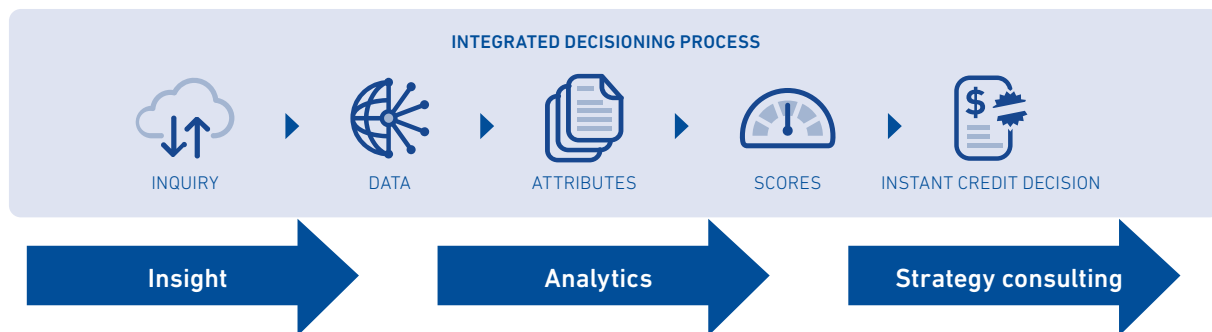 INTEGRATED DECISIONING PROCESS
$
INQUIRY
DATA
ATTRIBUTES
SCORES
INSTANT CREDIT DECISION
Insight
Analytics
Strategy consulting